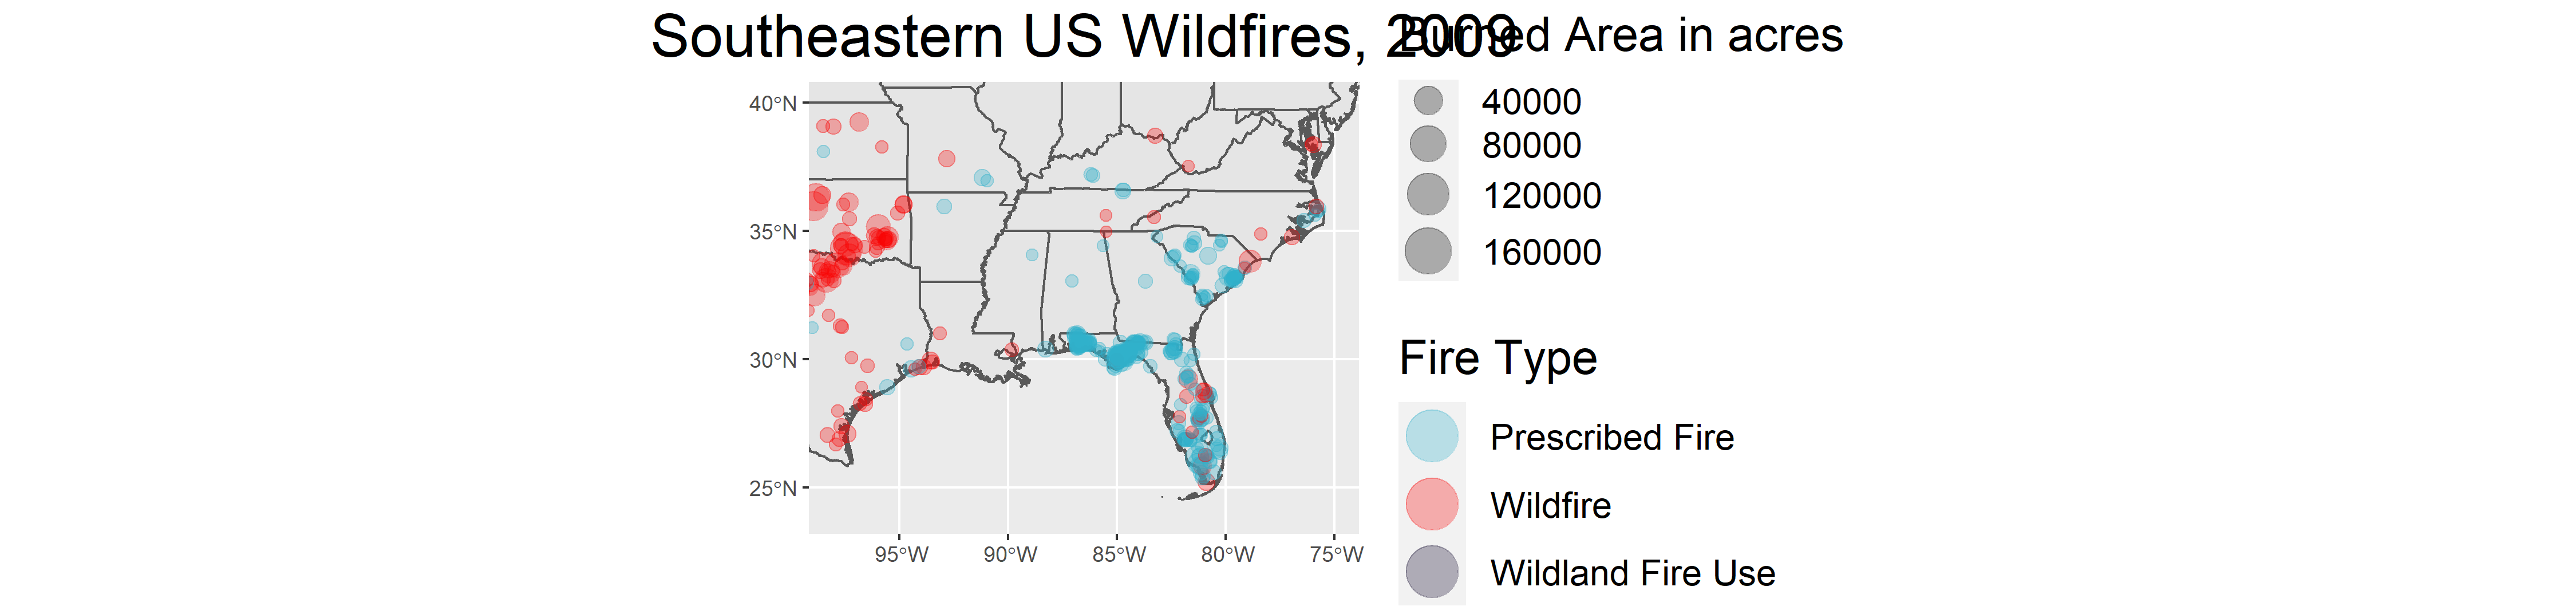 Southeastern US Wildfires, 2009
Burned Area in acres
40000
80000
120000
160000
Fire Type
Prescribed Fire
Wildfire
Wildland Fire Use
40°N
35°N
30°N
25°N
95°W 90°W 85°W 80°W 75°W